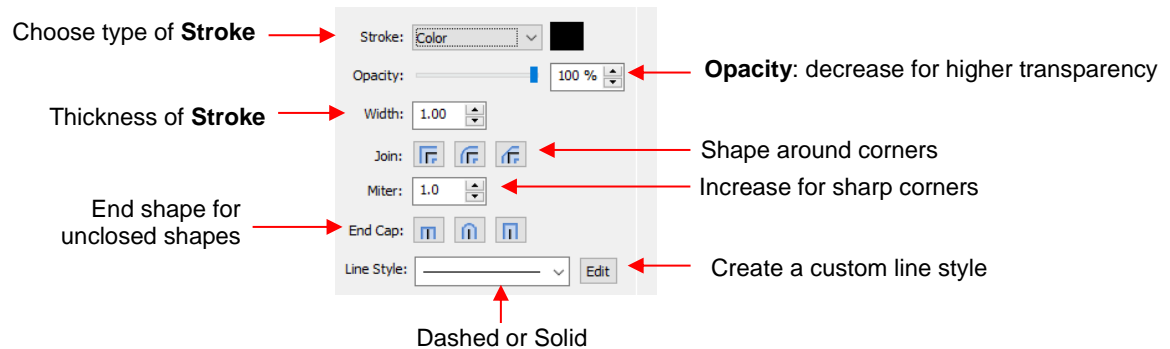 Choose type of Stroke
Stroke: Color
Opacity: 100 %
Opacity: decrease for higher transparency
Thickness of Stroke
Width: 1.00
Join:
Shape around corners
Miter: 1.0
Increase for sharp corners
End shape for
unclosed shapes
End Cap:
Line Style: Edit
Create a custom line style
Dashed or Solid